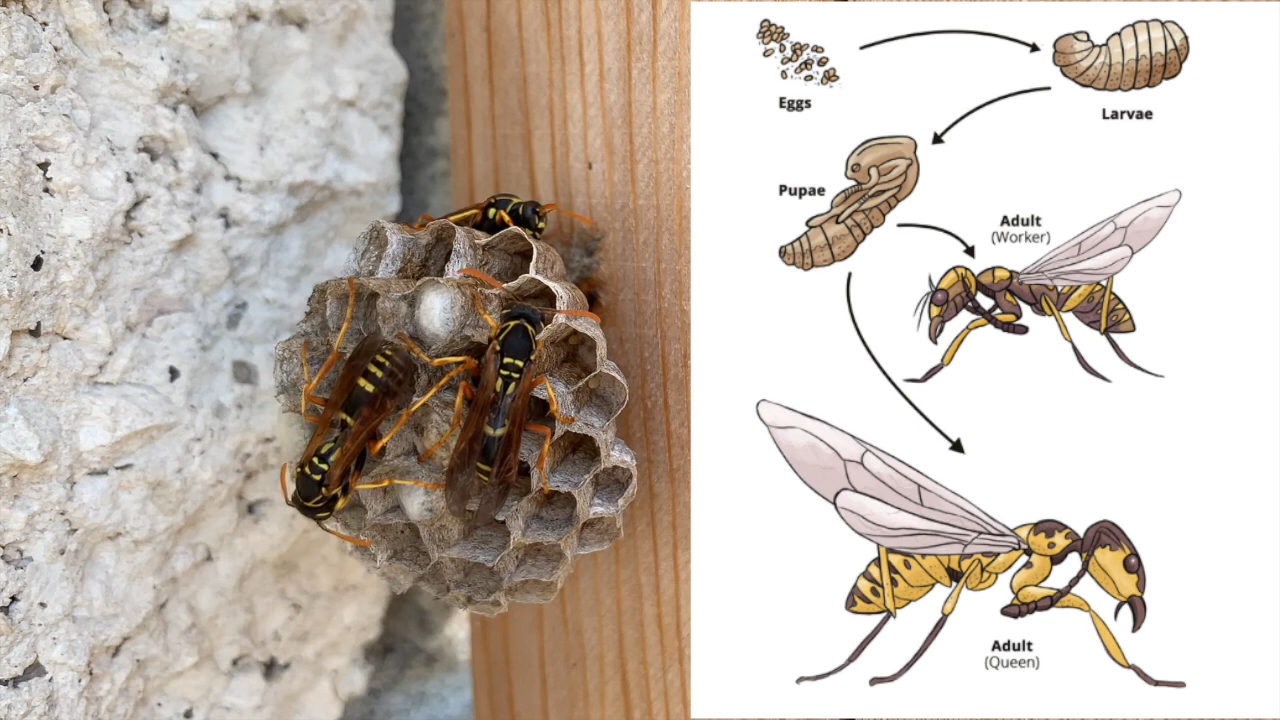 Eggs
Larvae
Pupae
Adult
(Worker)
Adult
(Queen)